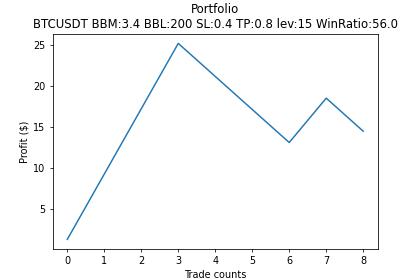 Portfolio
BTCUSDT BBM:3.4 BBL:200 SL:0.4 TP:0.8 lev:15 WinRatio:56.0
25
20
15
10
5
Profit ($)
0 1 2 3 4 5 6 7 8
Trade counts